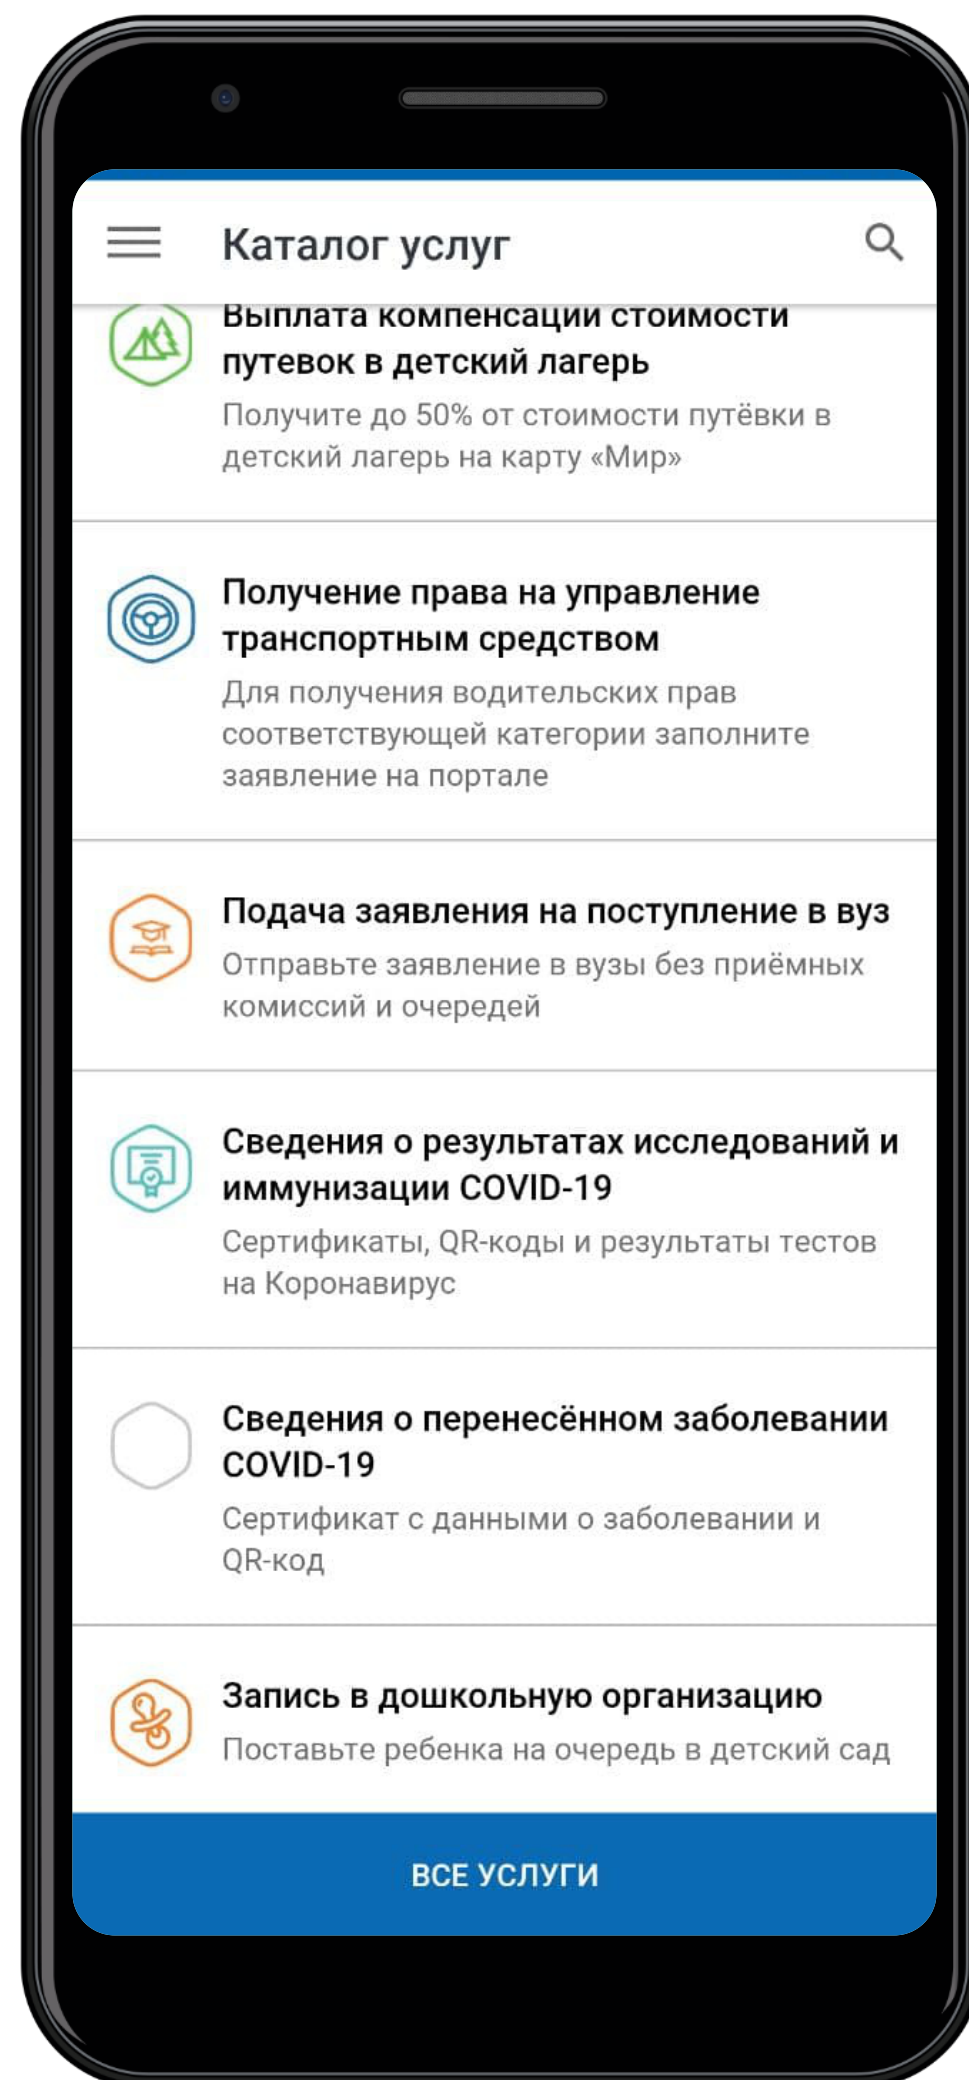 Каталог услуг
Выплата компенсации стоимости
путевок в детский лагерь
Получите до 50% от стоимости путёвки в
детский лагерь на карту «Мир»
Получение права на управление
транспортным средством
Для получения водительских прав
соответствующей категории заполните
заявление на портале
Подача заявления на поступление в вуз
Отправьте заявление в вузы без приёмных
комиссий и очередей
Сведения о результатах исследований и
иммунизации COVID-19
Сертификаты, QR-коды и результаты тестов
на Коронавирус
Сведения о перенесённом заболевании
COVID-19
Сертификат с данными о заболевании и
QR-код
Запись в дошкольную организацию
Поставьте ребенка на очередь в детский сад
ВСЕ УСЛУГИ